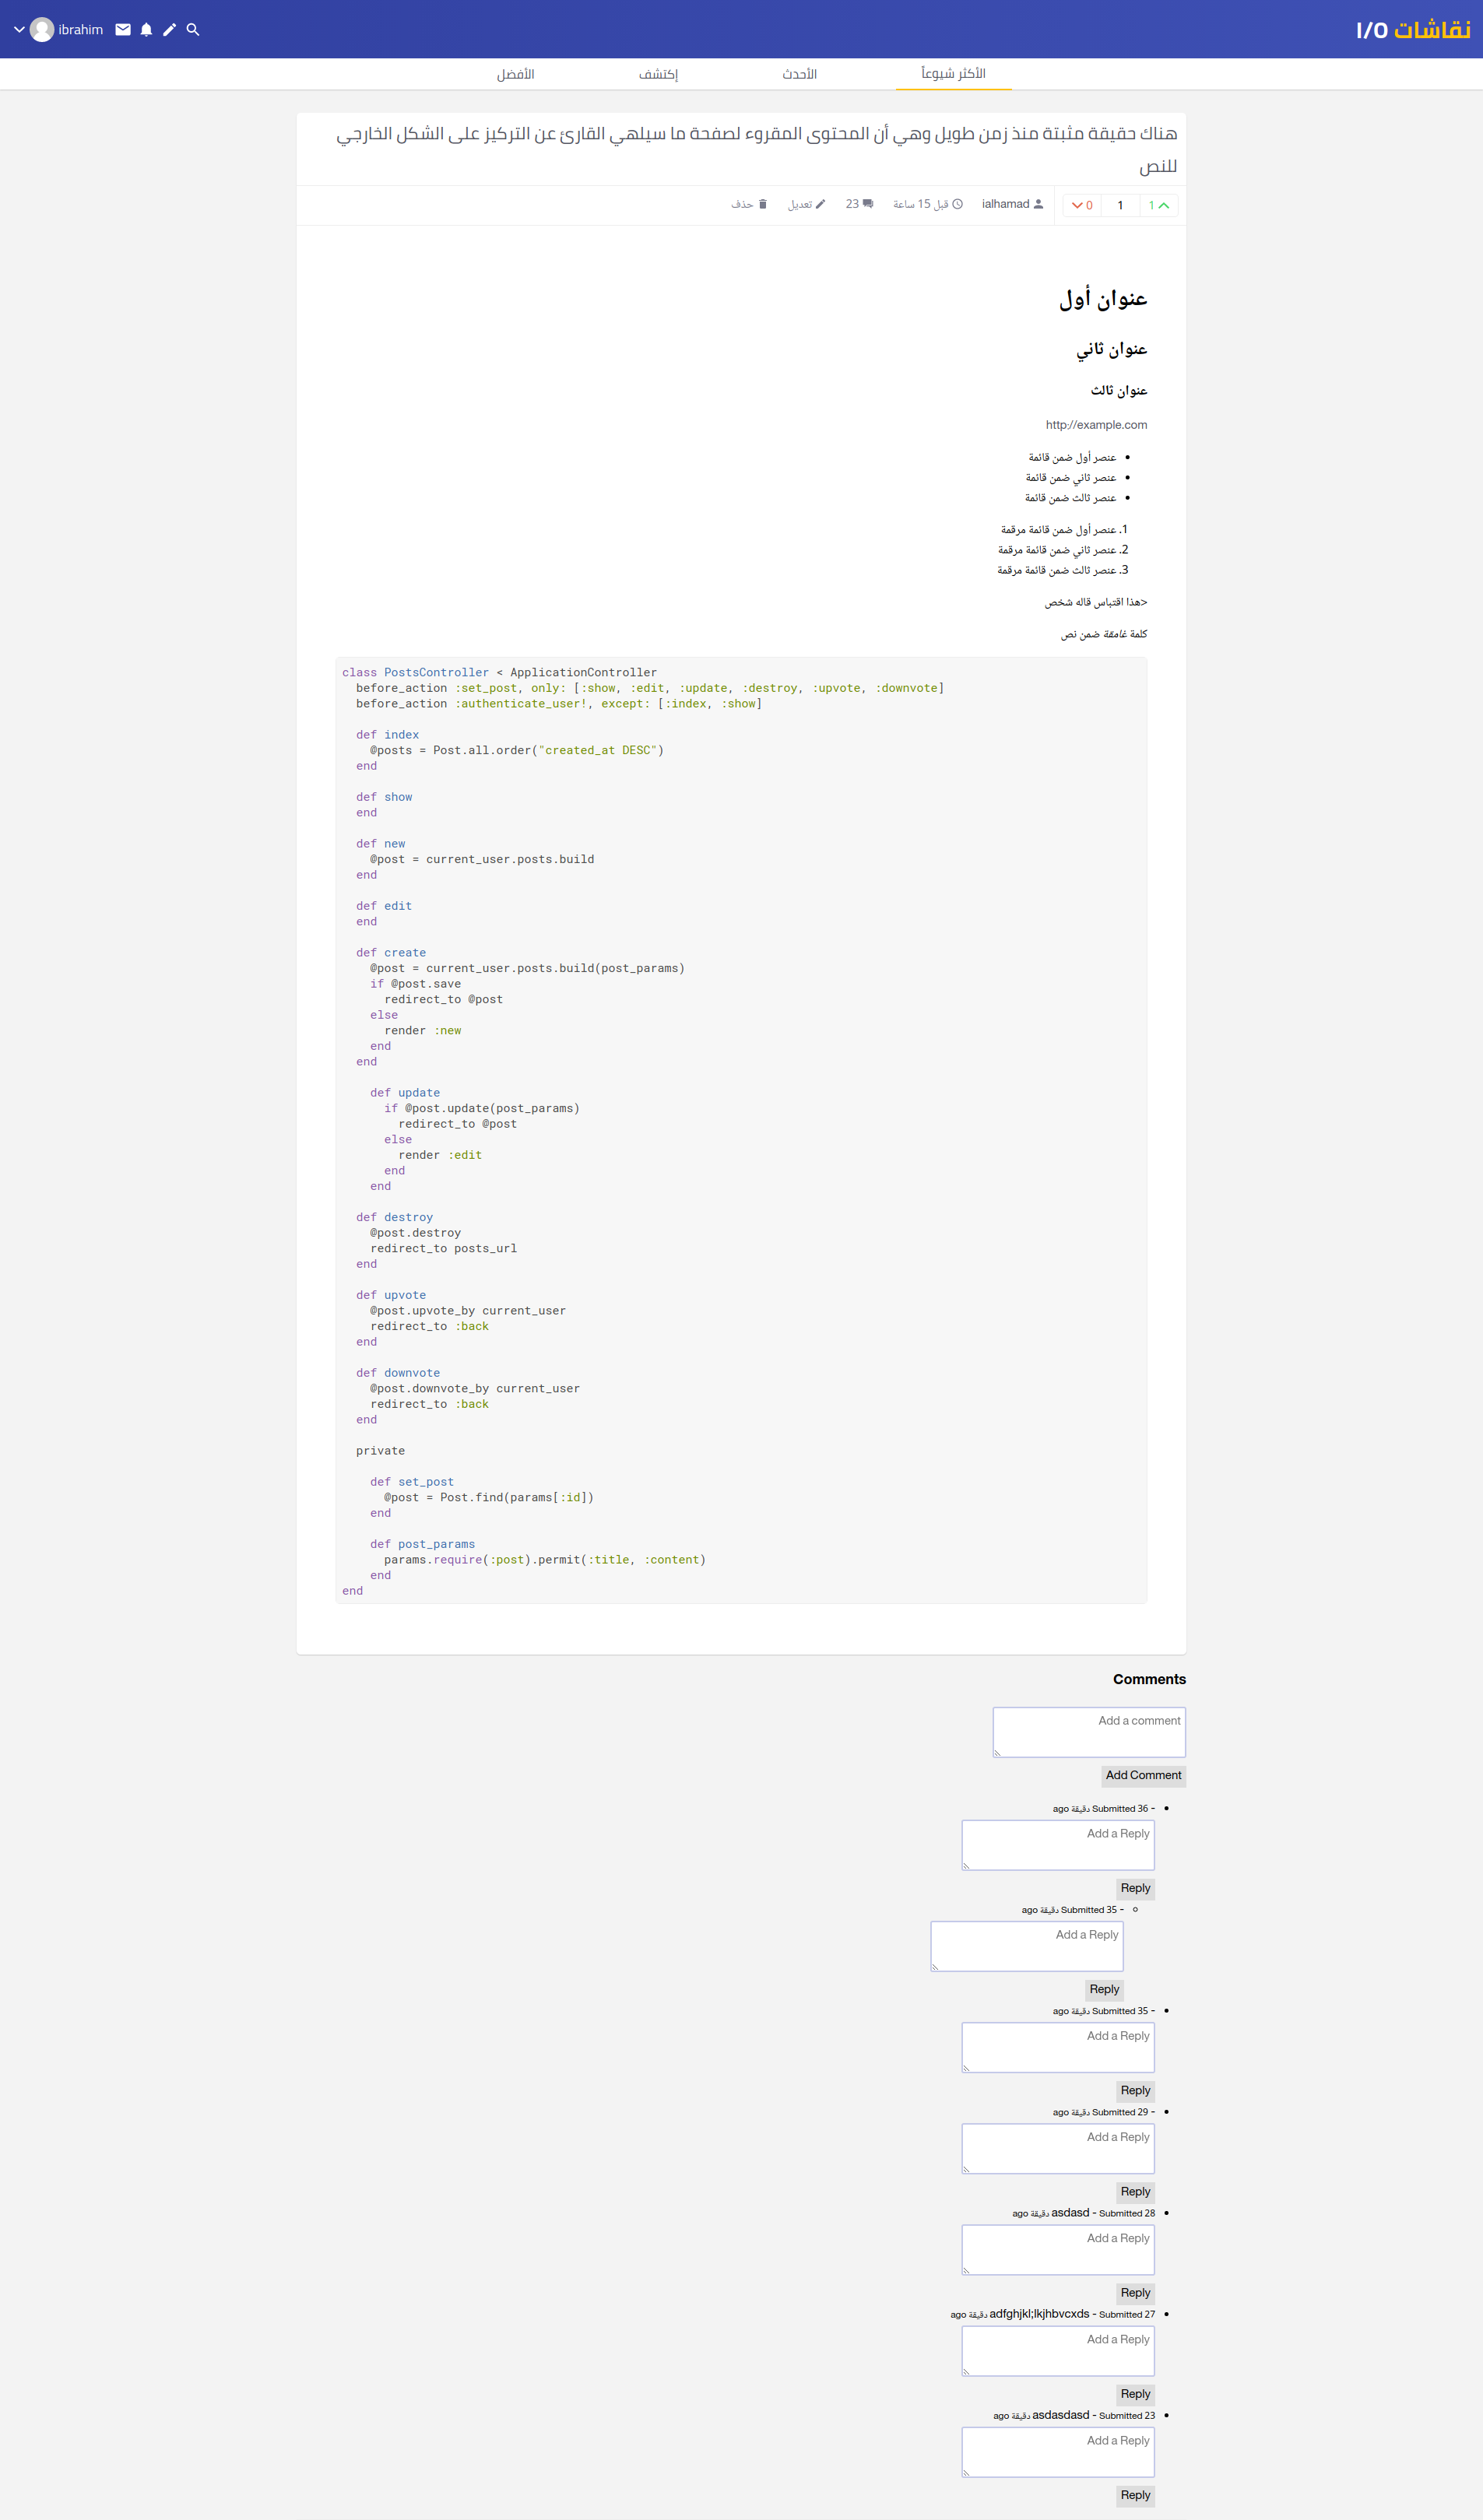 نقاشات I/O
ibrahim
الأكثر شيوعاً
الأحدث
إكتشف
الأفضل
هناك حقيقة مثبتة منذ زمن طويل وهي أن المحتوى المقروء لصفحة ما سيلهي القارئ عن التركيز على الشكل الخارجي
للنص
1
1
0
ialhamad
قبل 15 ساعة
23
تعديل
حذف
عنوان أول
عنوان ثاني
عنوان ثالث
http://example.com
• عنصر أول ضمن قائمة
• عنصر ثاني ضمن قائمة
• عنصر ثالث ضمن قائمة
1. عنصر أول ضمن قائمة مرقمة
2. عنصر ثاني ضمن قائمة مرقمة
3. عنصر ثالث ضمن قائمة مرقمة
>هذا اقتباس قاله شخص
كلمة غامقة ضمن نص
class PostsController < ApplicationController
  before_action :set_post, only: [:show, :edit, :update, :destroy, :upvote, :downvote]
  before_action :authenticate_user!, except: [:index, :show]
  def index
    @posts = Post.all.order("created_at DESC")
  end
  def show
  end
  def new
    @post = current_user.posts.build
  end
  def edit
  end
  def create
    @post = current_user.posts.build(post_params)
    if @post.save
      redirect_to @post
    else
      render :new
    end
  end
    def update
      if @post.update(post_params)
        redirect_to @post
      else
        render :edit
      end
    end
  def destroy
    @post.destroy
    redirect_to posts_url
  end
  def upvote
    @post.upvote_by current_user
    redirect_to :back
  end
  def downvote
    @post.downvote_by current_user
    redirect_to :back
  end
  private
    def set_post
      @post = Post.find(params[:id])
    end
    def post_params
      params.require(:post).permit(:title, :content)
    end
end
Comments
Add a comment
Add Comment
• - Submitted 36 دقيقة ago
Add a Reply
Reply
- Submitted 35 دقيقة ago
Add a Reply
Reply
• - Submitted 35 دقيقة ago
Add a Reply
Reply
• - Submitted 29 دقيقة ago
Add a Reply
Reply
• asdasd - Submitted 28 دقيقة ago
Add a Reply
Reply
• adfghjkl;lkjhbvcxds - Submitted 27 دقيقة ago
Add a Reply
Reply
• asdasdasd - Submitted 23 دقيقة ago
Add a Reply
Reply